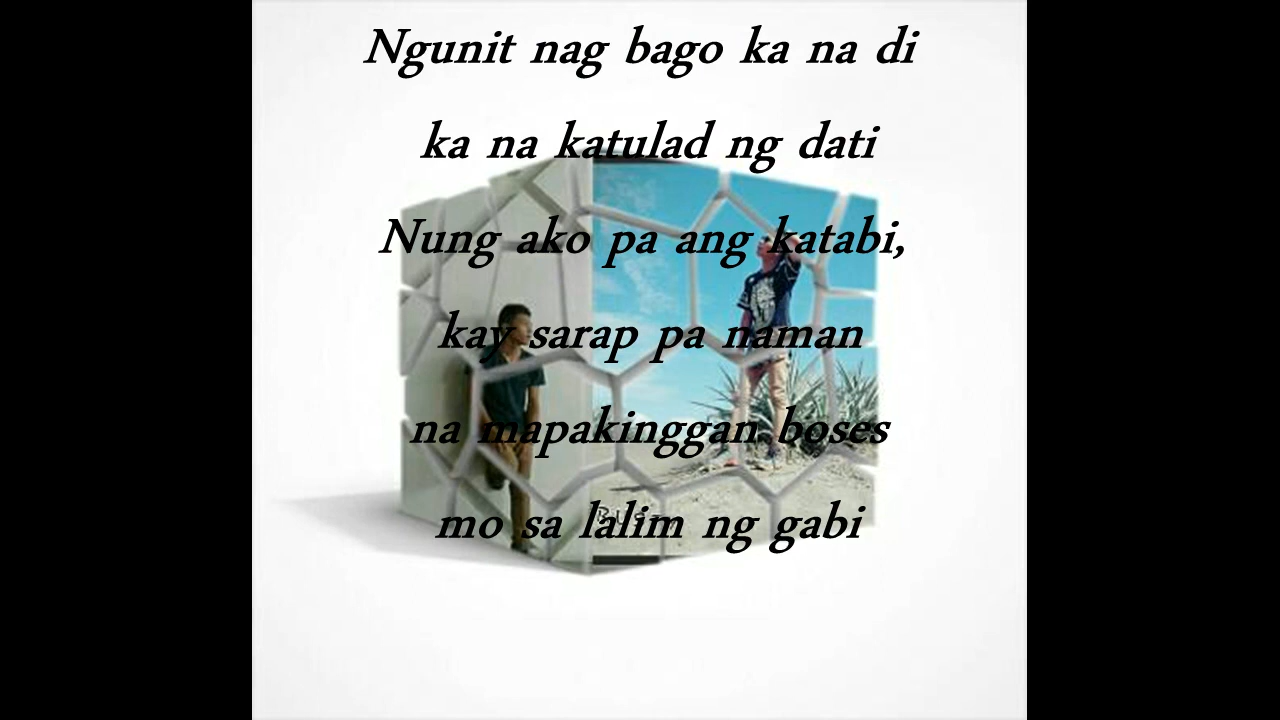 Ngunit nag bago ka na di
ka na katulad ng dati
Nung ako pa ang katabi,
kay sarap pa naman
na mapakinggan boses
mo sa lalim ng gabi